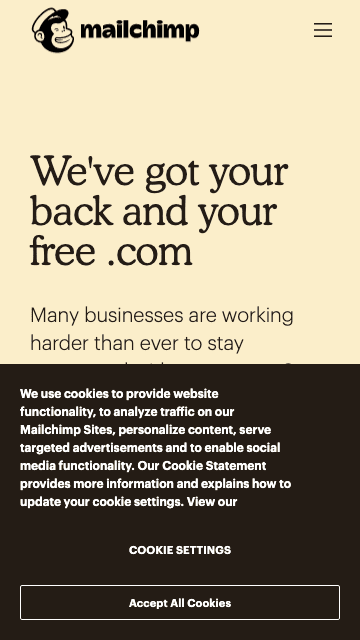 mailchimp
We've got your
back and your
free .com
Many businesses are working
harder than ever to stay
We use cookies to provide website
functionality, to analyze traffic on our
Mailchimp Sites, personalize content, serve
targeted advertisements and to enable social
media functionality. Our Cookie Statement
provides more information and explains how to
update your cookie settings. View our
COOKIE SETTINGS
Accept All Cookies